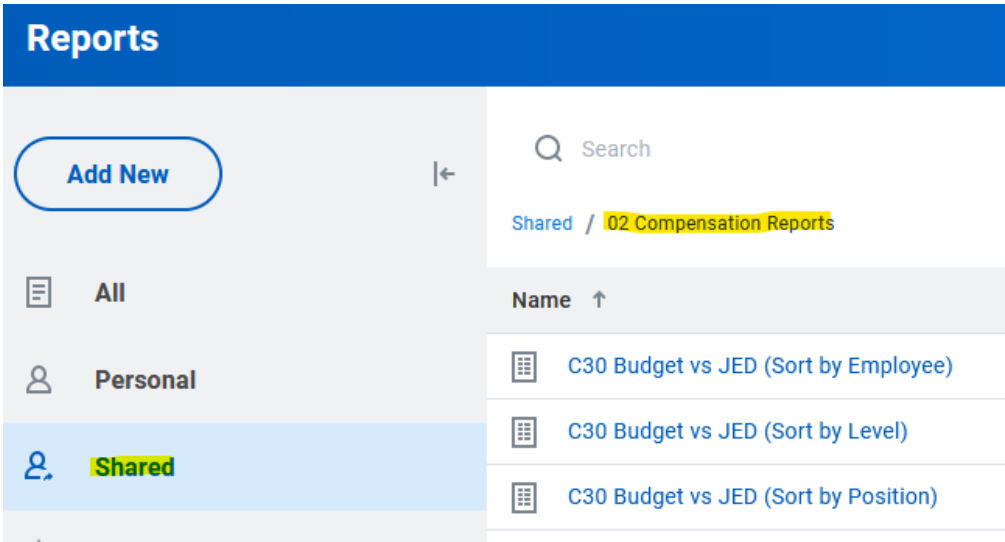 Reports
Add New
All
Personal
Shared
Search
Shared / 02 Compensation Reports
Name
C30 Budget vs JED (Sort by Employee)
C30 Budget vs JED (Sort by Level)
C30 Budget vs JED (Sort by Position)